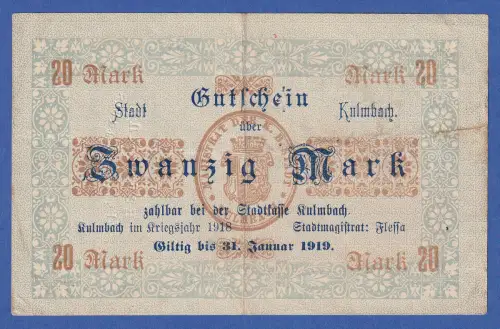 20 Mark Mark 20
Gutschein
Stadt Kulmbach.
über
Zwanzig Mark
zahlbar bei der Stadtkasse Kulmbach.
Kulmbach im Kriegsjahr 1918 Stadtmagistrat: Flessa
Giltig bis 31. Januar 1919.
20 Mark Mark 20